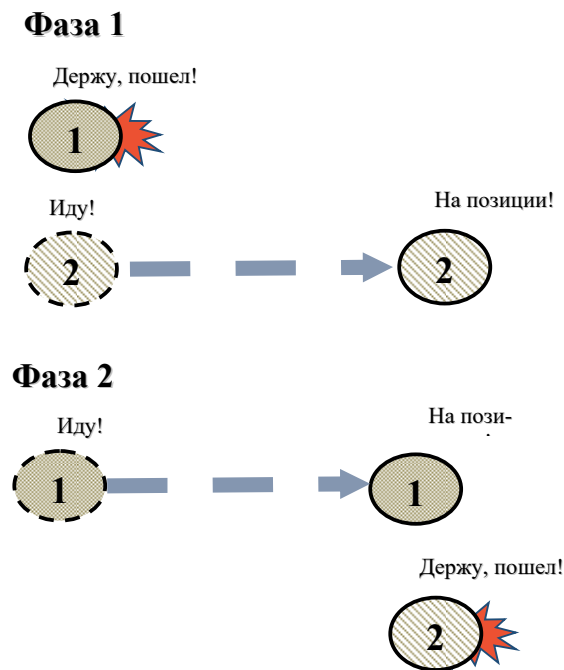 Фаза 1
Держу, пошел!
1
Иду!
На позиции!
2
2
Фаза 2
Иду!
На пози-
1
1
Держу, пошел!
2